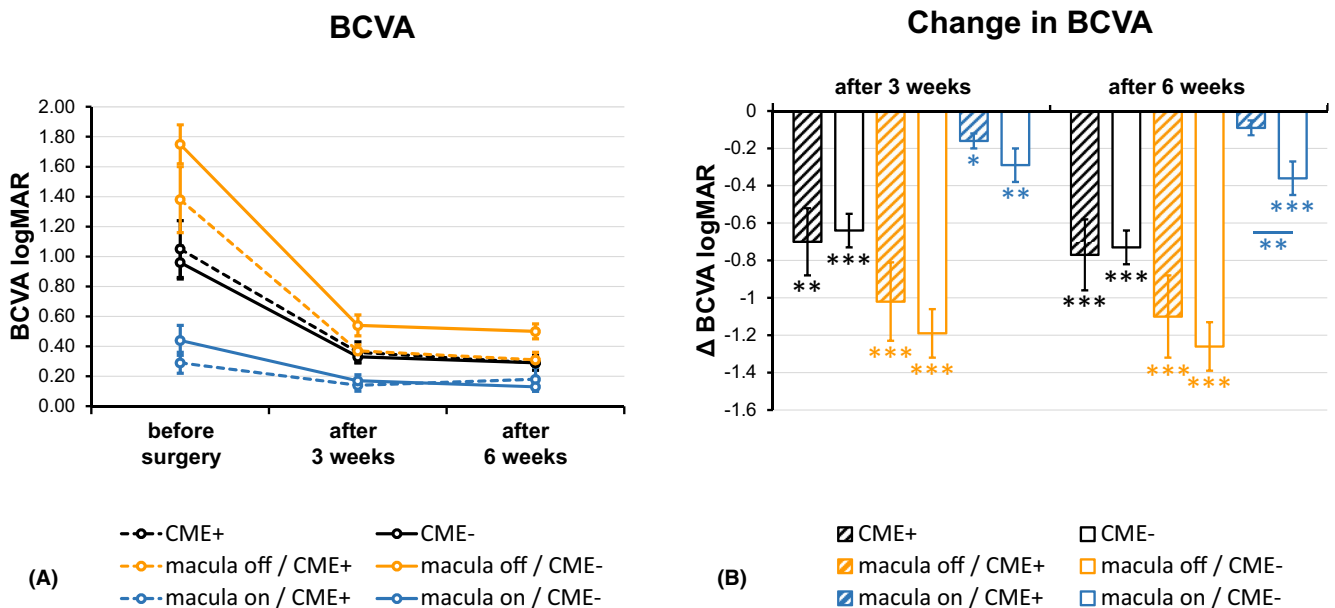 BCVA
BCVA logMAR
2.00
1.80
1.60
1.40
1.20
1.00
0.80
0.60
0.40
0.20
0.00
before surgery
after 3 weeks
after 6 weeks
CME+
CME-
macula off / CME+
macula off / CME-
macula on / CME+
macula on / CME-
(A)
Change in BCVA
after 3 weeks
after 6 weeks
Δ BCVA logMAR
0
-0.2
-0.4
-0.6
-0.8
-1
-1.2
-1.4
-1.6
**
***
***
***
*
**
***
***
***
***
***
**
CME+
CME-
macula off / CME+
macula off / CME-
macula on / CME+
macula on / CME-
(B)